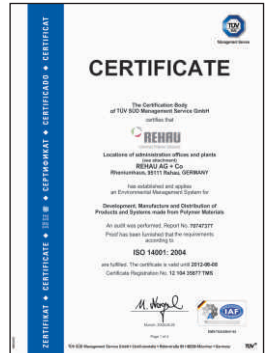 Management Service
CERTIFICATE
The Certification Body
of TÜV SÜD Management Service GmbH
certifies that
REHAU
Locations of administration offices and plants
(see attachment)
REHAU AG + Co
Rheniumhaus, 95111 Rehau, GERMANY
has established and applies
an Environmental Management System for
Development, Manufacture and Distribution of
Products and Systems made from Polymer Materials
An audit was performed, Report No. 70747377
Proof has been furnished that the requirements
according to
ISO 14001: 2004
are fulfilled. The certificate is valid until
Certificate Registration No. 12 104 35877 TMS
IAF
ZERTIFIKAT ◆ CERTIFICATE ◆ ◆ СЕРТИФИКАТ ◆ CERTIFICADO ◆ CERTIFICAT